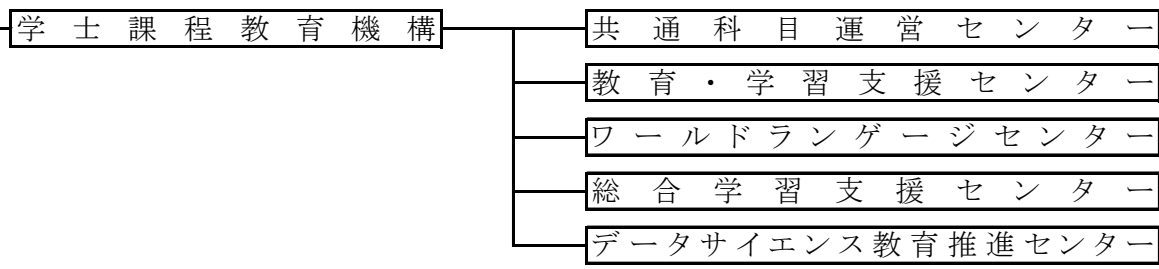 学士課程教育機構
共通科目運営センター
教育・学習支援センター
ワールドランゲージセンター
総合学習支援センター
データサイエンス教育推進センター